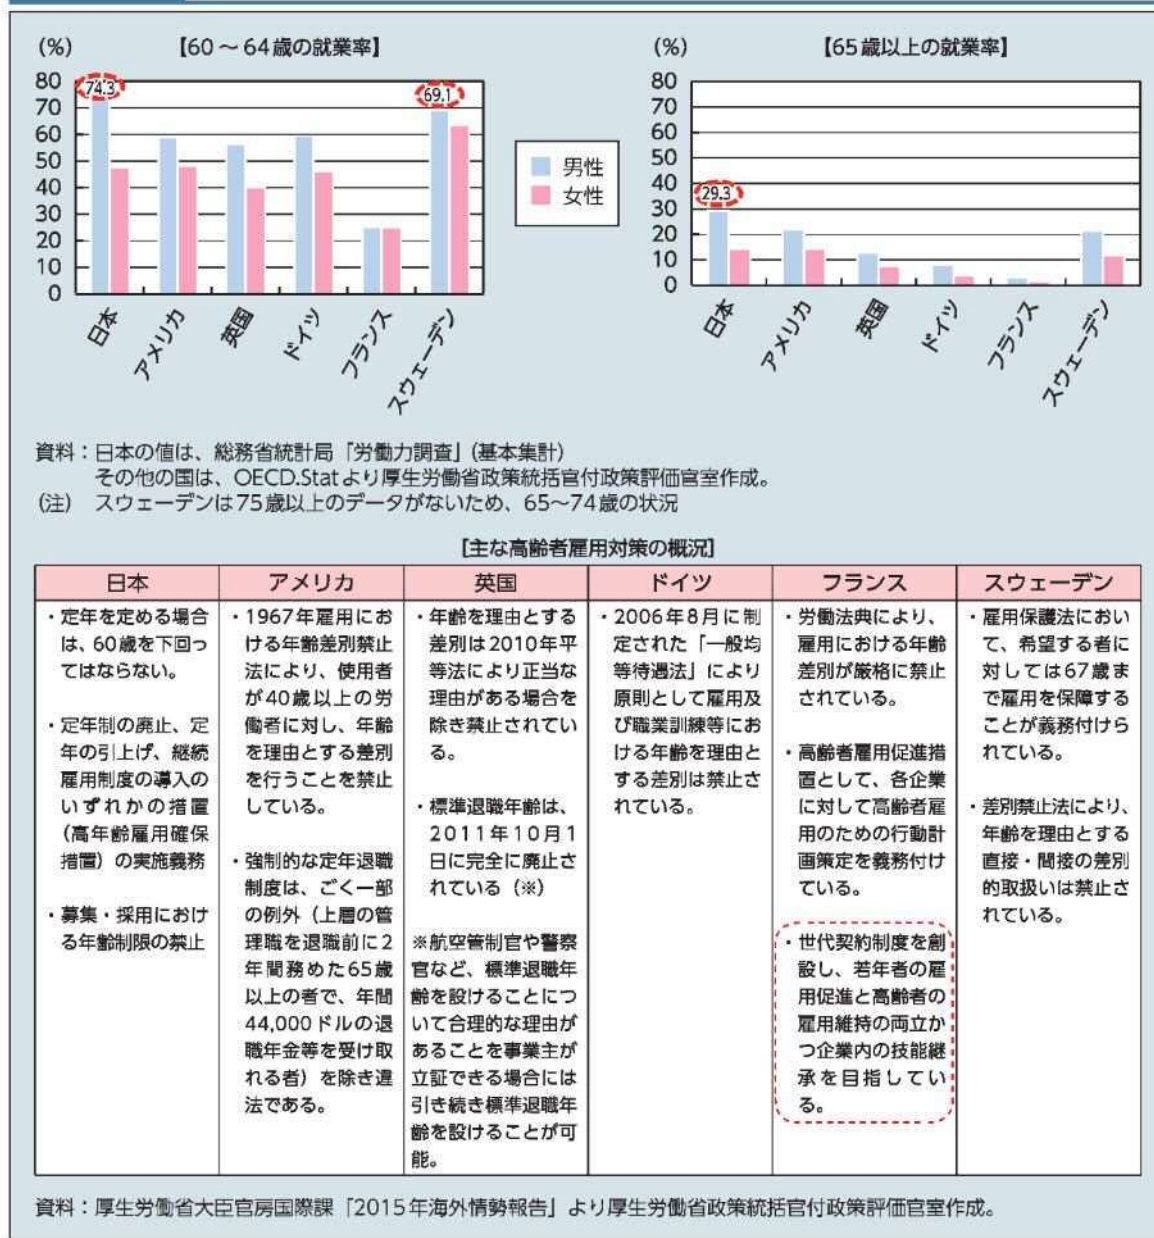 (%)
【60～64歳の就業率】
80
70
60
50
40
30
20
10
0
74.3
69.1
日本
アメリカ
英国
ドイツ
フランス
スウェーデン
男性
女性
(%)
【65歳以上の就業率】
80
70
60
50
40
30
20
10
0
29.3
日本
アメリカ
英国
ドイツ
フランス
スウェーデン
資料：日本の値は、総務省統計局「労働力調査」（基本集計）
その他の国は、OECD.Statより厚生労働省政策統括官付政策評価官室作成。
(注) スウェーデンは75歳以上のデータがないため、65～74歳の状況
[主な高齢者雇用対策の概況]
日本
・定年を定める場合
は、60歳を下回っ
てはならない。
・定年制の廃止、定
年の引上げ、継続
雇用制度の導入の
いずれかの措置
（高年齢雇用確保
措置）の実施義務
・募集・採用におけ
る年齢制限の禁止
アメリカ
・1967年雇用にお
ける年齢差別禁止
法により、使用者
が40歳以上の労
働者に対し、年齢
を理由とする差別
を行うことを禁止
している。
・強制的な定年退職
制度は、ごく一部
の例外（上層の管
理職を退職前に2
年間務めた65歳
以上の者で、年間
44,000ドルの退
職年金等を受け取
れる者）を除き違
法である。
英国
・年齢を理由とする
差別は2010年平
等法により正当な
理由がある場合を
除き禁止されてい
る。
・標準退職年齢は、
2011年10月1
日に完全に廃止さ
れている（※）
※航空管制官や警察
官など、標準退職年
齢を設けることにつ
いて合理的な理由が
あることを事業主が
立証できる場合には
引き続き標準退職年
齢を設けることが可
能。
ドイツ
・2006年8月に制
定された「一般均
等待遇法」により
原則として雇用及
び職業訓練等にお
ける年齢を理由と
する差別は禁止さ
れている。
フランス
・労働法典により、
雇用における年齢
差別が厳格に禁止
されている。
・高齢者雇用促進措
置として、各企業
に対して高齢者雇
用のための行動計
画策定を義務付け
ている。
・世代契約制度を創
設し、若年者の雇
用促進と高齢者の
雇用維持の両立か
つ企業内の技能継
承を目指してい
る。
スウェーデン
・雇用保護法におい
て、希望する者に
対しては67歳ま
で雇用を保障する
ことが義務付けら
れている。
・差別禁止法により、
年齢を理由とする
直接・間接の差別
的取扱いは禁止さ
れている。
資料：厚生労働省大臣官房国際課「2015年海外情勢報告」より厚生労働省政策統括官付政策評価官室作成。